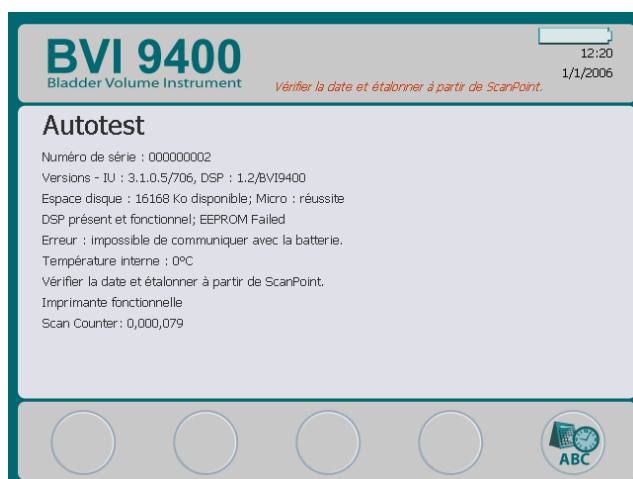 BVI 9400
Bladder Volume Instrument
Vérifier la date et étalonner à partir de ScanPoint.
12:20
1/1/2006
Autotest
Numéro de série : 000000002
Versions - IU : 3.1.0.5/706, DSP : 1.2/BVI9400
Espace disque : 16168 Ko disponible; Micro : réussite
DSP présent et fonctionnel; EEPROM Failed
Erreur : impossible de communiquer avec la batterie.
Température interne : 0ºC
Vérifier la date et étalonner à partir de ScanPoint.
Imprimante fonctionnelle
Scan Counter: 0,000,079
ABC